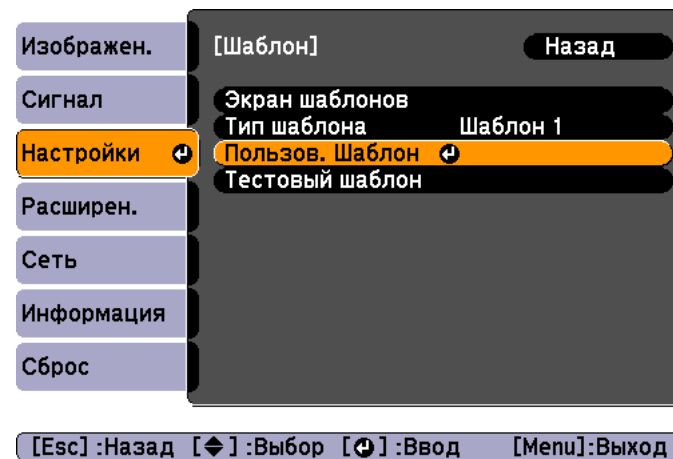 Изображен.
Сигнал
Настройки
Расширен.
Сеть
Информация
Сброс
[Шаблон] Назад
Экран шаблонов
Тип шаблона Шаблон 1
Пользов. Шаблон
Тестовый шаблон
[Esc] :Назад [◆] :Выбор [↵] :Ввод [Menu]:Выход